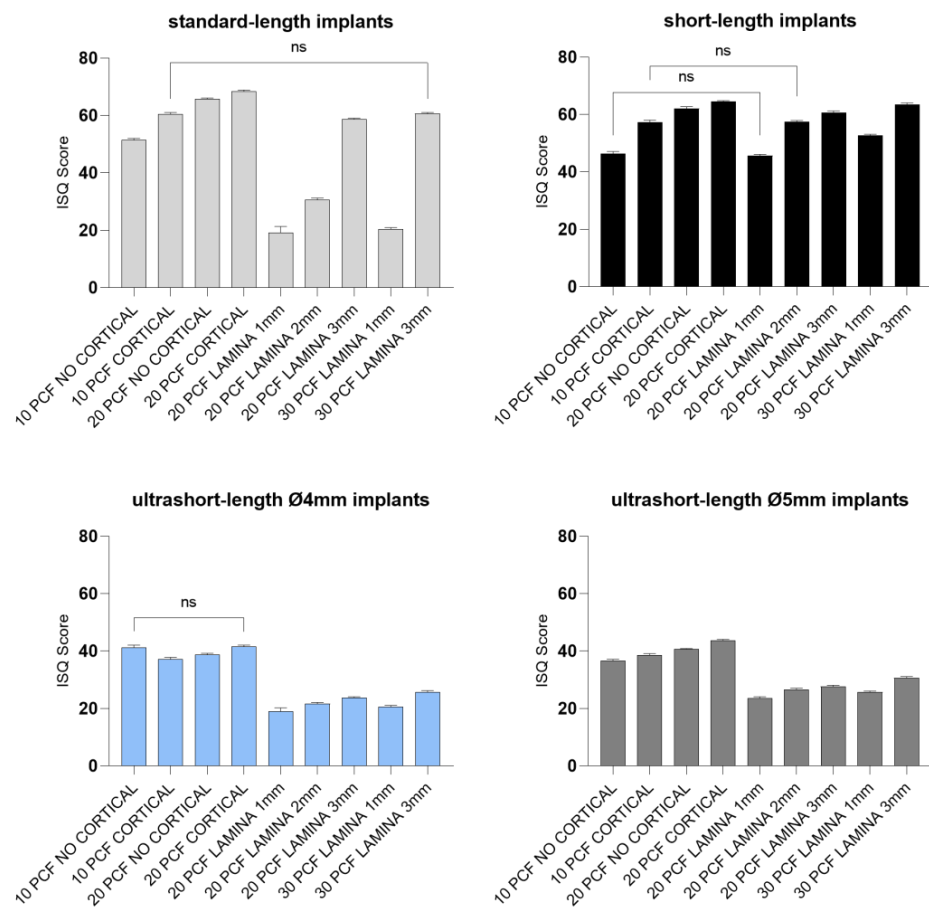 standard-length implants
ns
80
60
40
20
0
ISQ Score
10 PCF NO CORTICAL
10 PCF CORTICAL
20 PCF NO CORTICAL
20 PCF CORTICAL
20 PCF LAMINA 1mm
20 PCF LAMINA 2mm
20 PCF LAMINA 3mm
30 PCF LAMINA 1mm
30 PCF LAMINA 3mm
short-length implants
ns
ns
80
60
40
20
0
ISQ Score
10 PCF NO CORTICAL
10 PCF CORTICAL
20 PCF NO CORTICAL
20 PCF CORTICAL
20 PCF LAMINA 1mm
20 PCF LAMINA 2mm
20 PCF LAMINA 3mm
30 PCF LAMINA 1mm
30 PCF LAMINA 3mm
ultrashort-length Ø4mm implants
ns
80
60
40
20
0
ISQ Score
10 PCF NO CORTICAL
10 PCF CORTICAL
20 PCF NO CORTICAL
20 PCF CORTICAL
20 PCF LAMINA 1mm
20 PCF LAMINA 2mm
20 PCF LAMINA 3mm
30 PCF LAMINA 1mm
30 PCF LAMINA 3mm
ultrashort-length Ø5mm implants
80
60
40
20
0
ISQ Score
10 PCF NO CORTICAL
10 PCF CORTICAL
20 PCF NO CORTICAL
20 PCF CORTICAL
20 PCF LAMINA 1mm
20 PCF LAMINA 2mm
20 PCF LAMINA 3mm
30 PCF LAMINA 1mm
30 PCF LAMINA 3mm